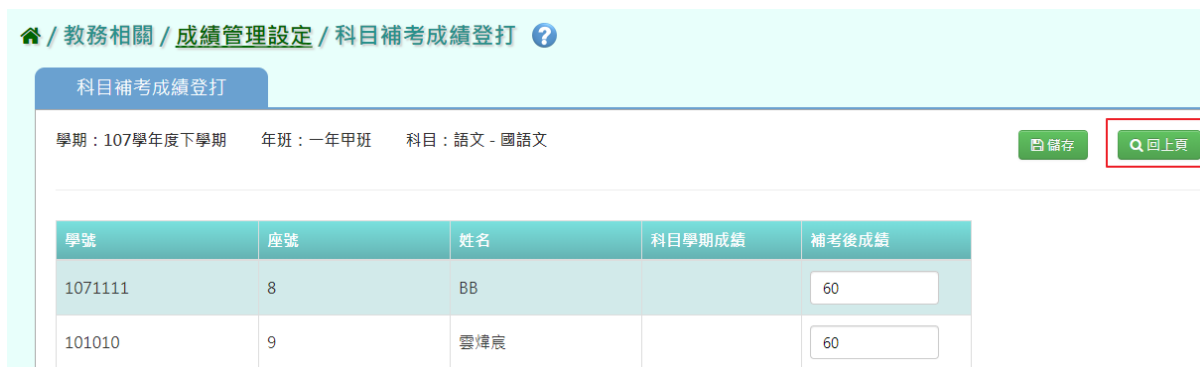 / 教務相關 / 成績管理設定 / 科目補考成績登打 ?
科目補考成績登打
學期：107學年度下學期 年班：一年甲班 科目：語文 - 國語文 儲存 回上頁
學號 座號 姓名 科目學期成績 補考後成績
1071111 8 BB 60
101010 9 雲煒宸 60